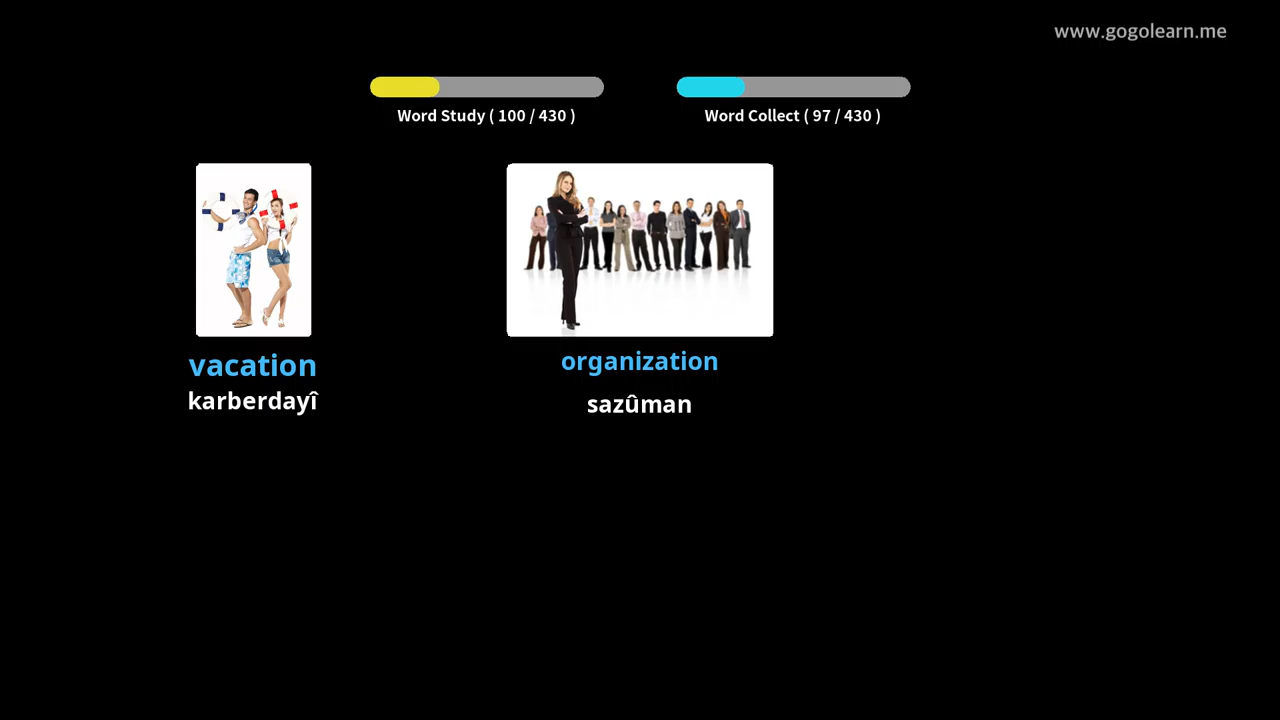 www.gogolearn.me
Word Study ( 100 / 430 )
Word Collect ( 97 / 430 )
vacation
karberdayî
organization
sazûman